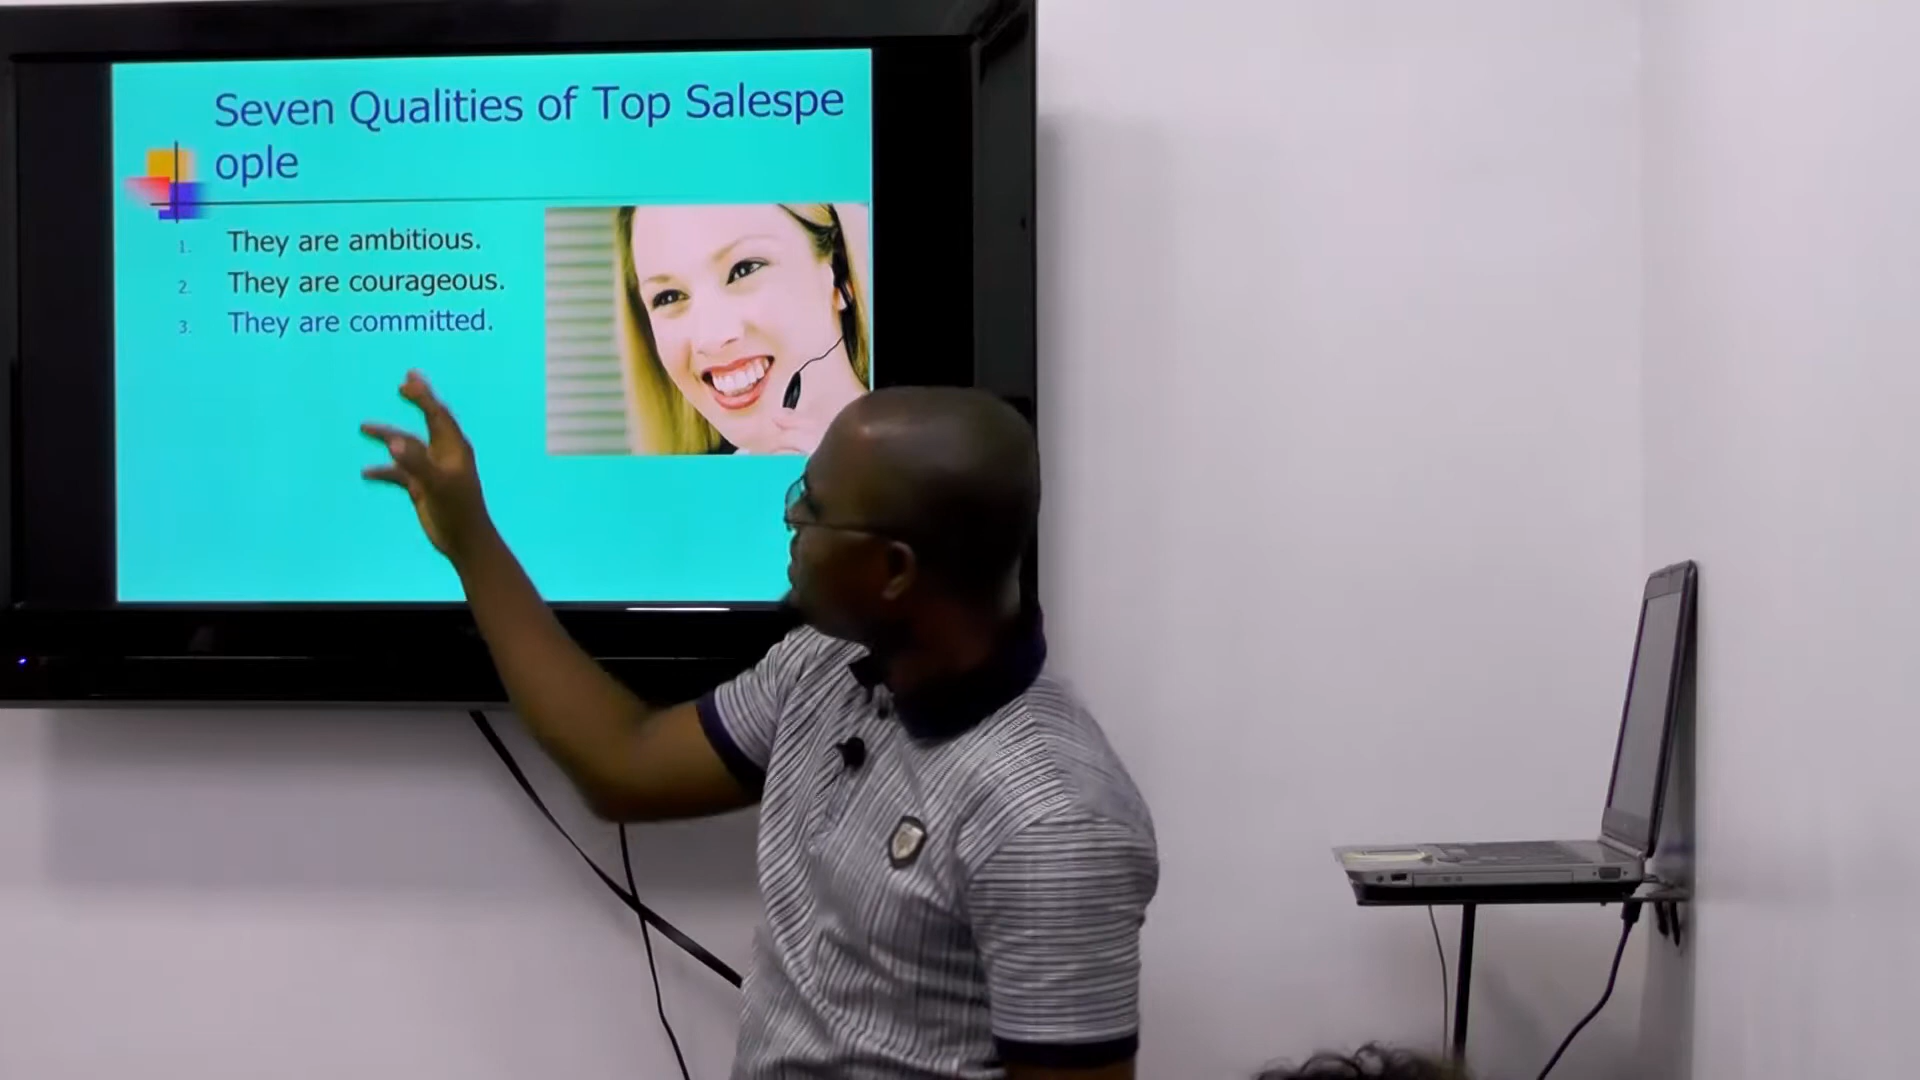 Seven Qualities of Top Salespe
ople
1. They are ambitious.
2. They are courageous.
3. They are committed.